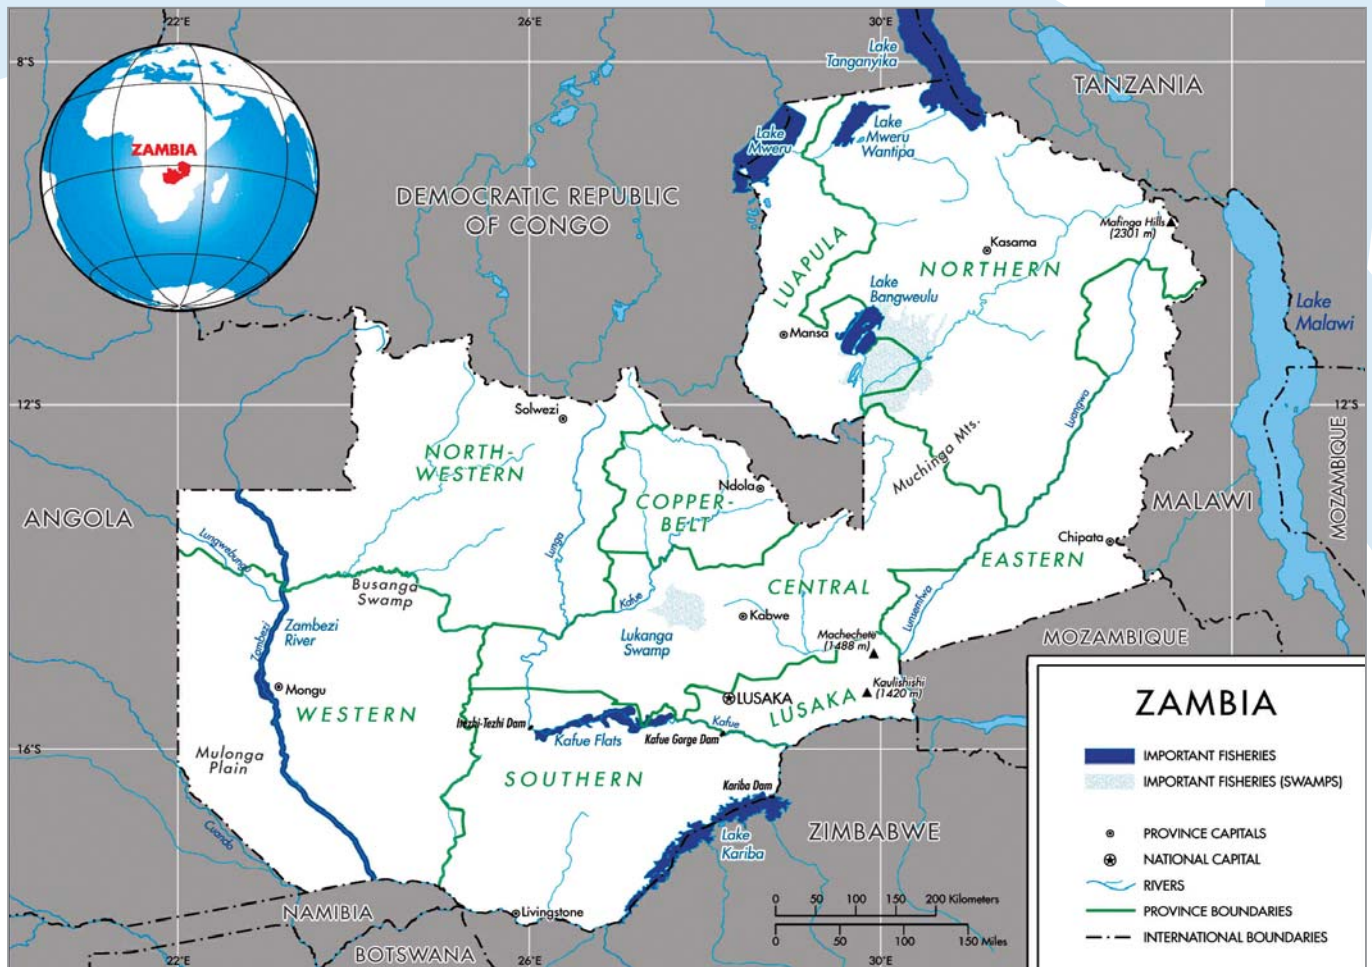 22°E
26°E
30°E
8°S
Lake
Tanganyika
TANZANIA
ZAMBIA
Lake
Mweru
Lake
Mweru
Wantipa
DEMOCRATIC REPUBLIC
OF CONGO
Mafinga Hills
(2301 m)
LUAPULA
Kasama
NORTHERN
Lake
Bangweulu
Lake
Malawi
Mansa
12°S
12°S
Solwezi
Luangwa
MOZAMBIQUE
NORTH-
WESTERN
Muchinga Mts.
Ndola
COPPER-
BELT
MALAWI
ANGOLA
Lungwebungo
Lunga
Chipata
EASTERN
Busanga
Swamp
CENTRAL
Kafue
Lunsemfwa
Kabwe
Zambezi
Zambezi
River
Lukanga
Swamp
Machechete
(1488 m)
MOZAMBIQUE
Mongu
WESTERN
LUSAKA
LUSAKA
Kaulishishi
(1420 m)
Itezhi-Tezhi Dam
Kafue Flats
Kafue Gorge Dam
Kafue
16°S
Mulonga
Plain
SOUTHERN
Kariba Dam
Cuando
Lake
Kariba
ZIMBABWE
NAMIBIA
Livingstone
BOTSWANA
0 50 100 150 200 Kilometers
0 50 100 150 Miles
22°E
26°E
30°E
ZAMBIA
IMPORTANT FISHERIES
IMPORTANT FISHERIES (SWAMPS)
PROVINCE CAPITALS
NATIONAL CAPITAL
RIVERS
PROVINCE BOUNDARIES
INTERNATIONAL BOUNDARIES